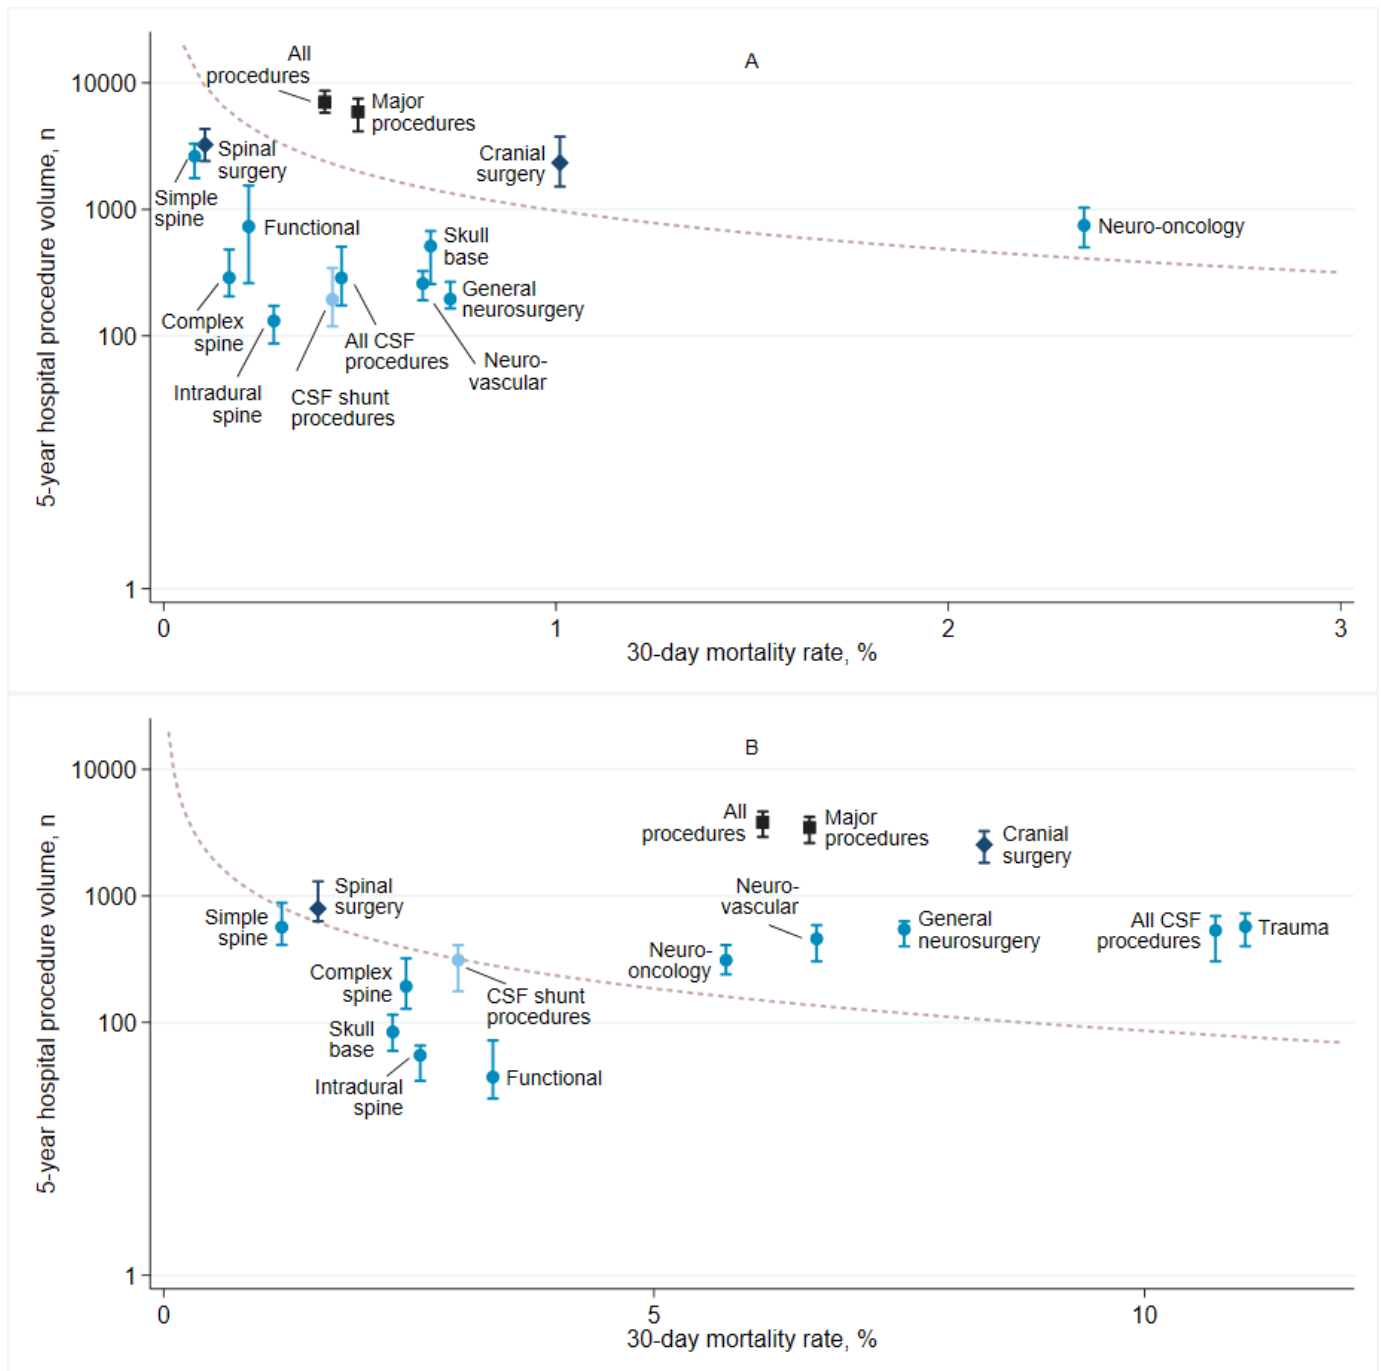 A
5-year hospital procedure volume, n
10000
1000
100
1
All
procedures
Major
procedures
Cranial
surgery
Spinal
surgery
Simple
spine
Functional
Neuro-oncology
Skull
base
General
neurosurgery
Complex
spine
All CSF
procedures
Neuro-
vascular
Intradural
spine
CSF shunt
procedures
0
1
2
3
30-day mortality rate, %
B
5-year hospital procedure volume, n
10000
1000
100
1
All
procedures
Major
procedures
Cranial
surgery
Spinal
surgery
Neuro-
vascular
Simple
spine
General
neurosurgery
All CSF
procedures
Trauma
Neuro-
oncology
Complex
spine
CSF shunt
procedures
Skull
base
Intradural
spine
Functional
0
5
10
30-day mortality rate, %